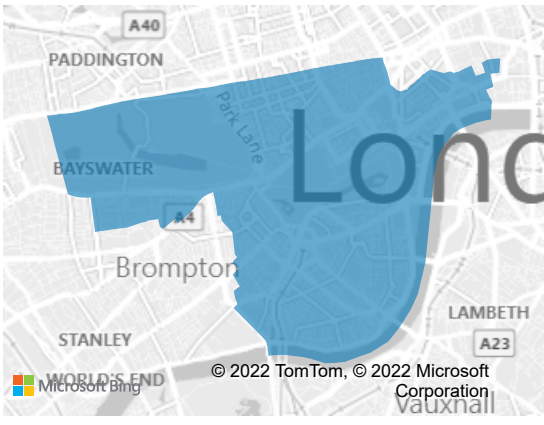 A40
PADDINGTON
Park Lane
Lond
BAYSWATER
A4
Brompton
LAMBETH
STANLEY
A23
© 2022 TomTom, © 2022 Microsoft
WORLD'S END
Microsoft Bing
Corporation
Vauxhall